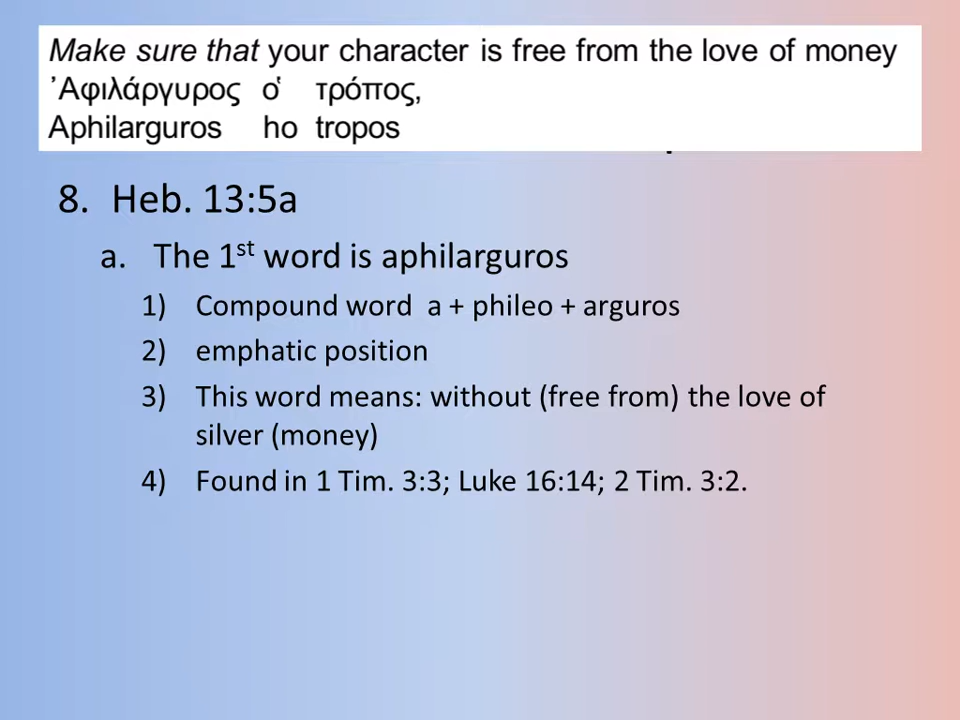 Make sure that your character is free from the love of money
᾿Αφιλάργυρος ὁ τρόπος,
Aphilarguros ho tropos
8. Heb. 13:5a
a. The 1st word is aphilarguros
1) Compound word a + phileo + arguros
2) emphatic position
3) This word means: without (free from) the love of
silver (money)
4) Found in 1 Tim. 3:3; Luke 16:14; 2 Tim. 3:2.